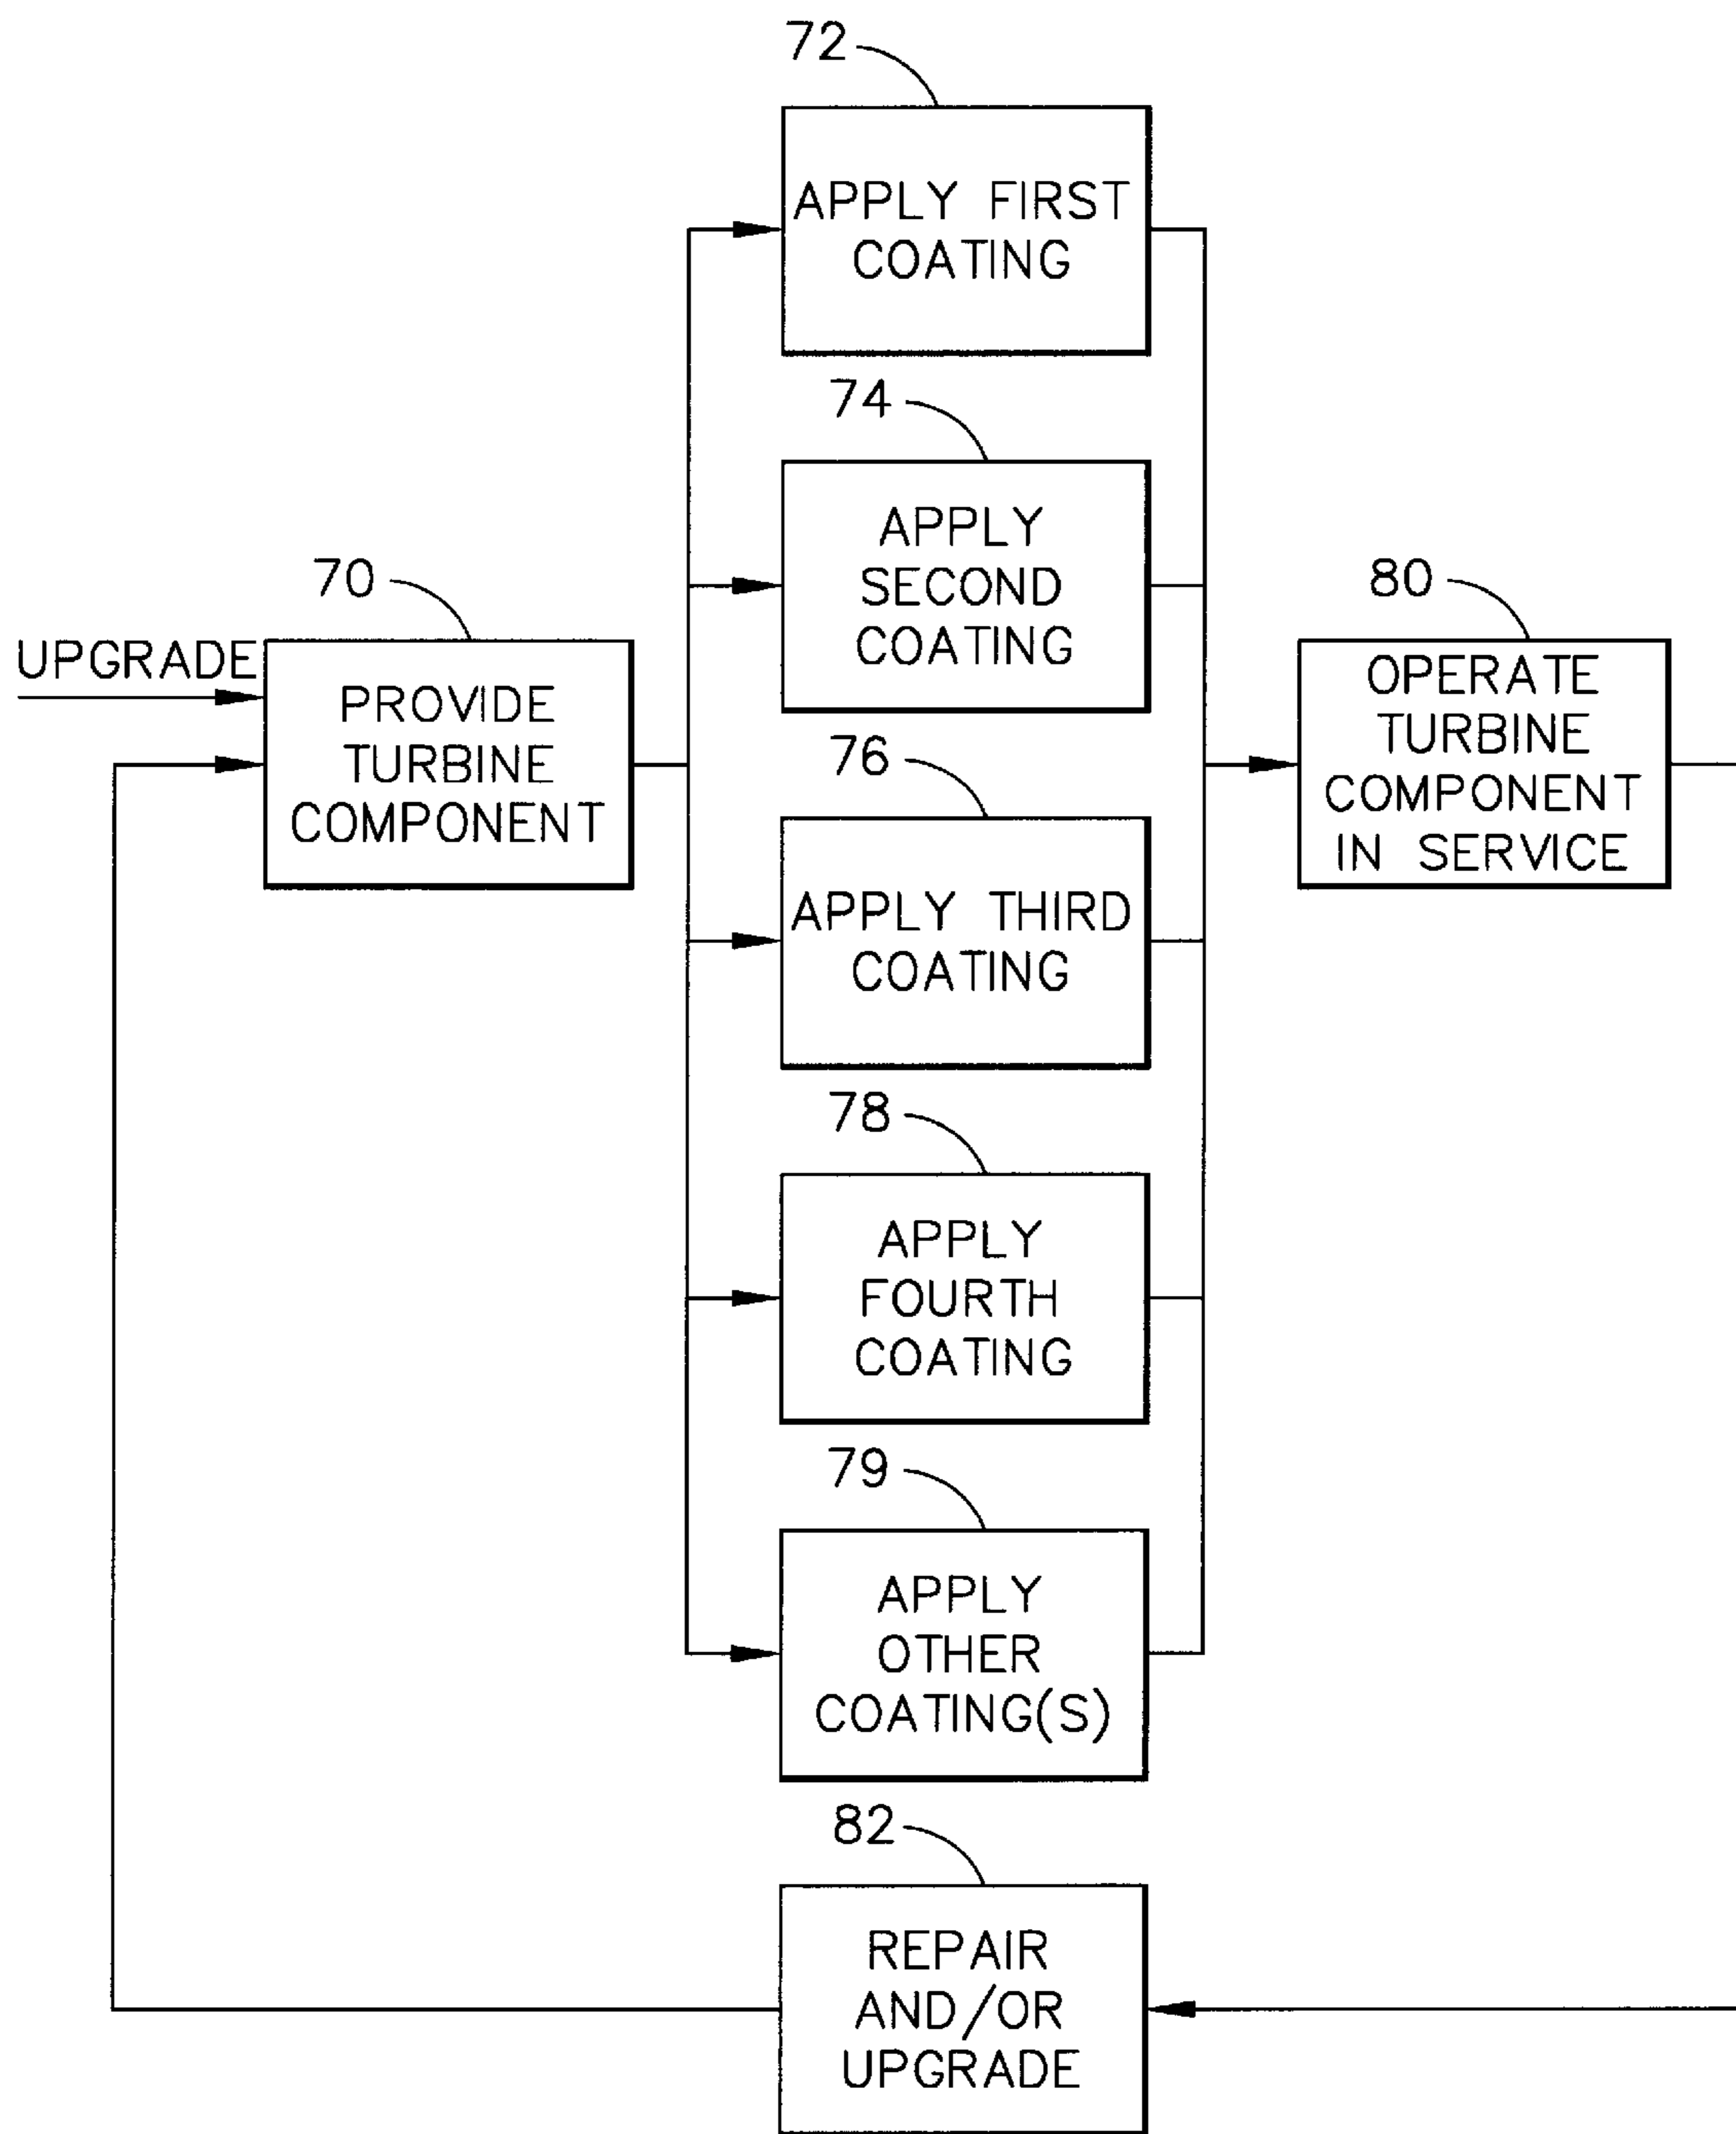 72
APPLY FIRST
COATING
74
APPLY
SECOND
COATING
70
UPGRADE
PROVIDE
TURBINE
COMPONENT
76
APPLY THIRD
COATING
80
OPERATE
TURBINE
COMPONENT
IN SERVICE
78
APPLY
FOURTH
COATING
79
APPLY
OTHER
COATING(S)
82
REPAIR
AND/OR
UPGRADE